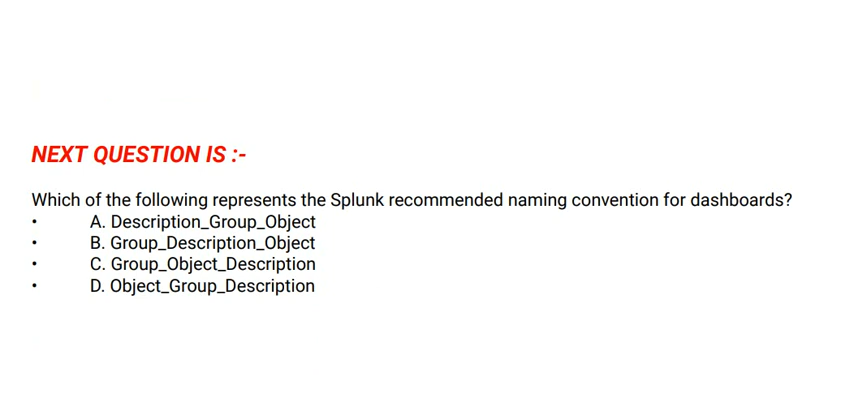 NEXT QUESTION IS :-
Which of the following represents the Splunk recommended naming convention for dashboards?
• A. Description_Group_Object
• B. Group_Description_Object
• C. Group_Object_Description
• D. Object_Group_Description